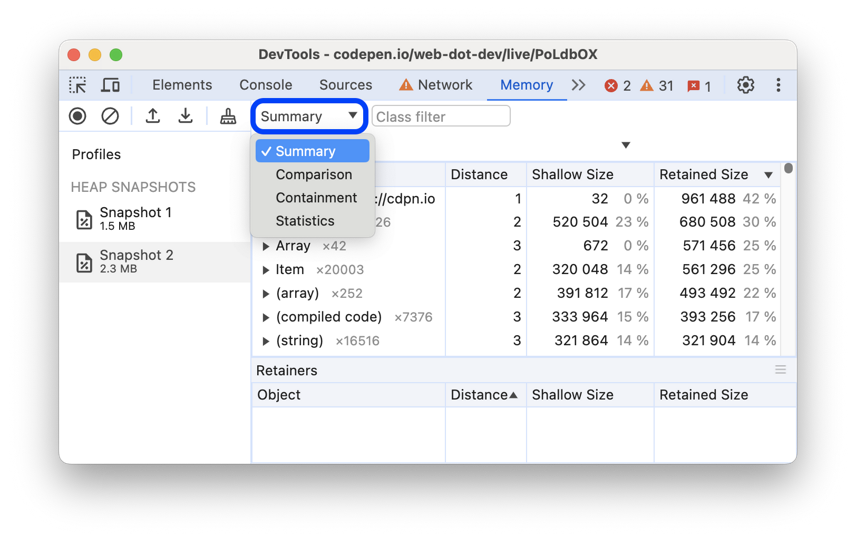 DevTools - codepen.io/web-dot-dev/live/PoLdbOX
Elements Console Sources Network Memory 2 31 1
Summary Class filter
Profiles
HEAP SNAPSHOTS
Snapshot 1
1.5 MB
Snapshot 2
2.3 MB
✓ Summary
Comparison
Containment
Statistics
Distance Shallow Size Retained Size
://cdpn.io 1 32 0 % 961 488 42 %
26 2 520 504 23 % 680 508 30 %
Array ×42 3 672 0 % 571 456 25 %
Item ×20003 2 320 048 14 % 561 296 25 %
(array) ×252 2 391 812 17 % 493 492 22 %
(compiled code) ×7376 3 333 964 15 % 393 256 17 %
(string) ×16516 3 321 864 14 % 321 904 14 %
Retainers
Object Distance Shallow Size Retained Size